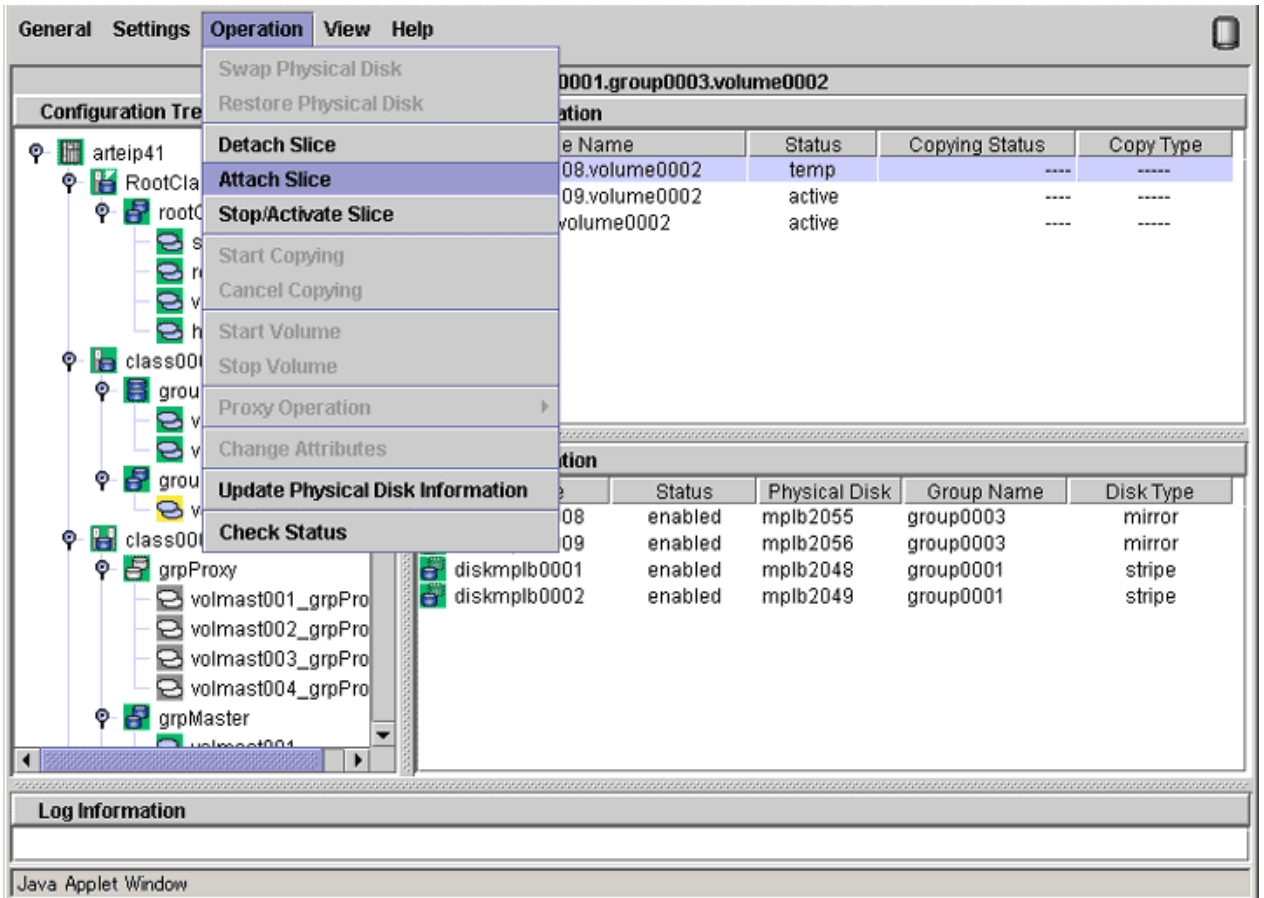 General Settings Operation View Help
Swap Physical Disk
Restore Physical Disk
Detach Slice
Attach Slice
Stop/Activate Slice
Start Copying
Cancel Copying
Start Volume
Stop Volume
Proxy Operation
Change Attributes
Update Physical Disk Information
Check Status
0001.group0003.volume0002
Configuration Tre
arteip41
RootCla
rootC
s
r
v
h
class00
grou
v
v
grou
v
class00
grpProxy
volmast001_grpPro
volmast002_grpPro
volmast003_grpPro
volmast004_grpPro
grpMaster
volmast001
ation
e Name Status Copying Status Copy Type
08.volume0002 temp ---- -----
09.volume0002 active ---- -----
volume0002 active ---- -----
ation
e Status Physical Disk Group Name Disk Type
08 enabled mplb2055 group0003 mirror
09 enabled mplb2056 group0003 mirror
diskmplb0001 enabled mplb2048 group0001 stripe
diskmplb0002 enabled mplb2049 group0001 stripe
Log Information
Java Applet Window